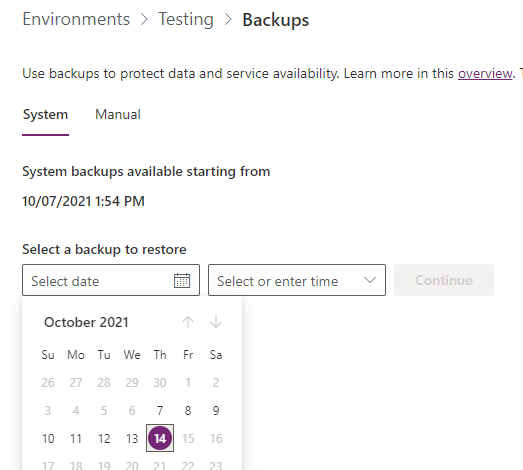 Environments > Testing > Backups
Use backups to protect data and service availability. Learn more in this overview. T
System Manual
System backups available starting from
10/07/2021 1:54 PM
Select a backup to restore
Select date Select or enter time Continue
October 2021
Su Mo Tu We Th Fr Sa
26 27 28 29 30 1 2
3 4 5 6 7 8 9
10 11 12 13 14 15 16
17 18 19 20 21 22 23